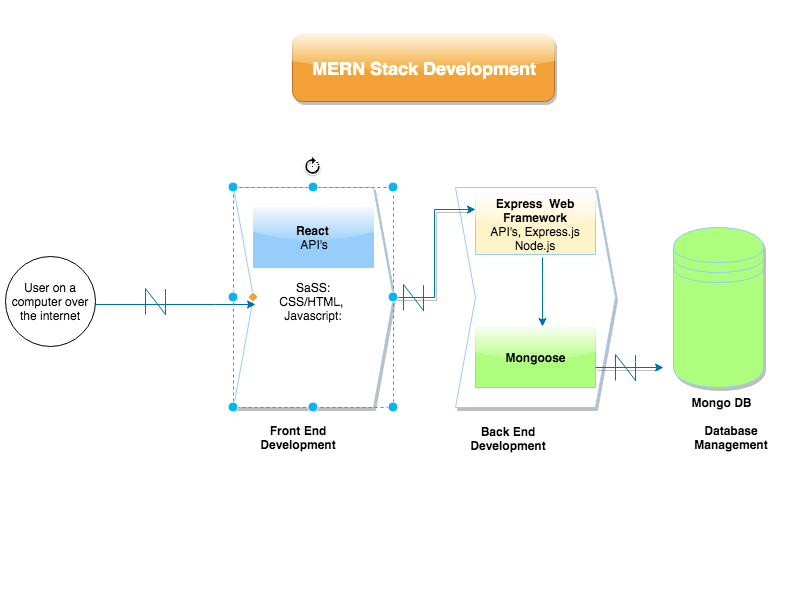 MERN Stack Development
User on a
computer over
the internet
React
API's
SaSS:
CSS/HTML,
Javascript:
Front End
Development
Express Web
Framework
API's, Express.js
Node.js
Mongoose
Back End
Development
Mongo DB
Database
Management